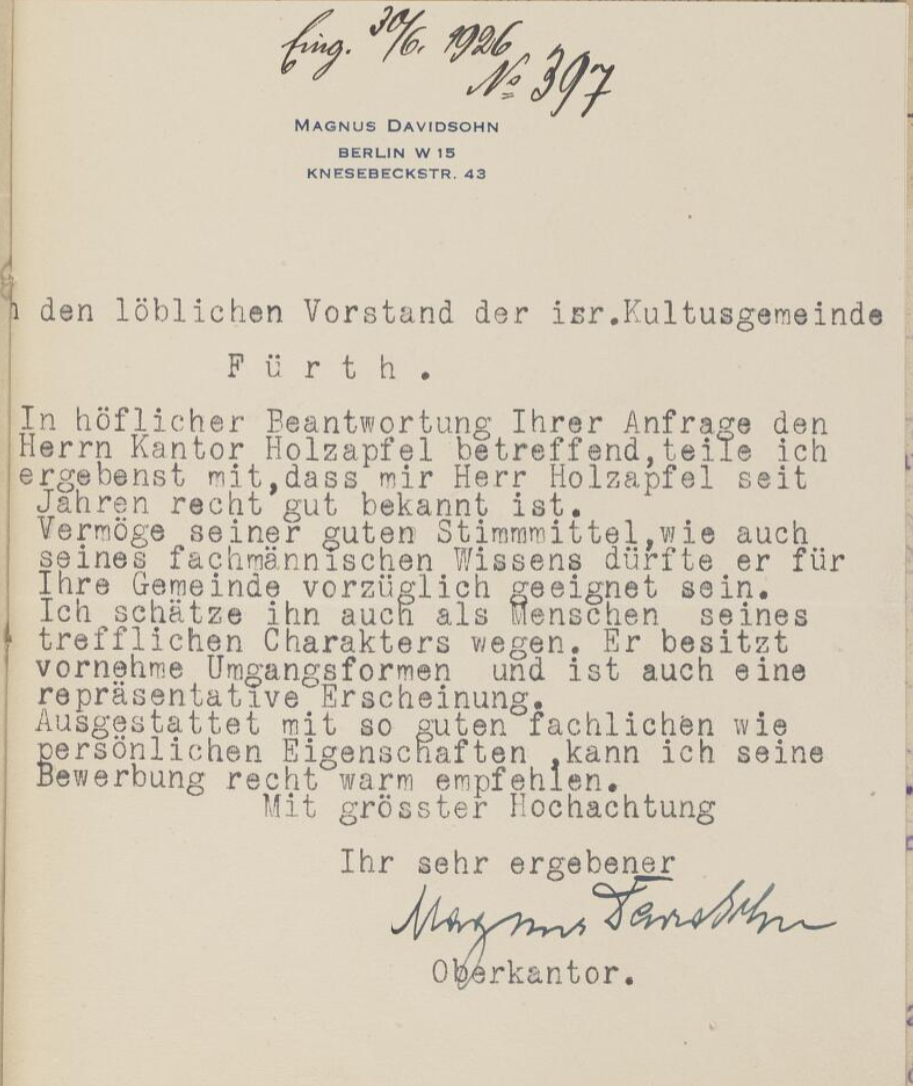 Eing. 30/6. 1926
No 397
MAGNUS DAVIDSOHN
BERLIN W 15
KNESEBECKSTR. 43
n den löblichen Vorstand der isr.Kultusgemeinde
F ü r t h .
In höflicher Beantwortung Ihrer Anfrage den
Herrn Kantor Holzapfel betreffend,teile ich
ergebenst mit,dass mir Herr Holzapfel seit
Jahren recht gut bekannt ist.
Vermöge seiner guten Stimmmittel,wie auch
seines fachmännischen Wissens dürfte er für
Ihre Gemeinde vorzüglich geeignet sein.
Ich schätze ihn auch als Menschen seines
trefflichen Charakters wegen. Er besitzt
vornehme Umgangsformen und ist auch eine
repräsentative Erscheinung.
Ausgestattet mit so guten fachlichen wie
persönlichen Eigenschaften ,kann ich seine
Bewerbung recht warm empfehlen.
Mit grösster Hochachtung
Ihr sehr ergebener
Magnus Davidsohn
Oberkantor.